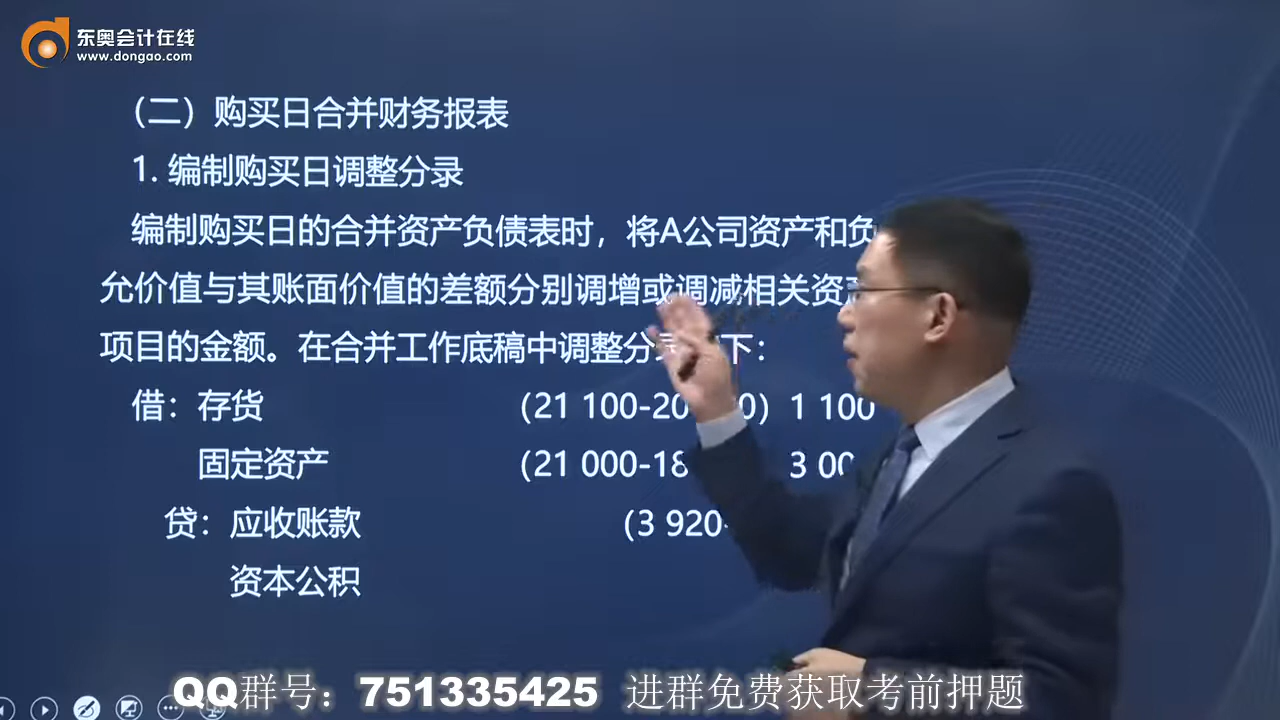 东奥会计在线
www.dongao.com
（二）购买日合并财务报表
1. 编制购买日调整分录
编制购买日的合并资产负债表时，将A公司资产和负
允价值与其账面价值的差额分别调增或调减相关资产
项目的金额。在合并工作底稿中调整分录 下：
借：存货 (21 100-20 0）1 100
固定资产 (21 000-18 3 00
贷：应收账款 (3 920-
资本公积
QQ群号：751335425 进群免费获取考前押题